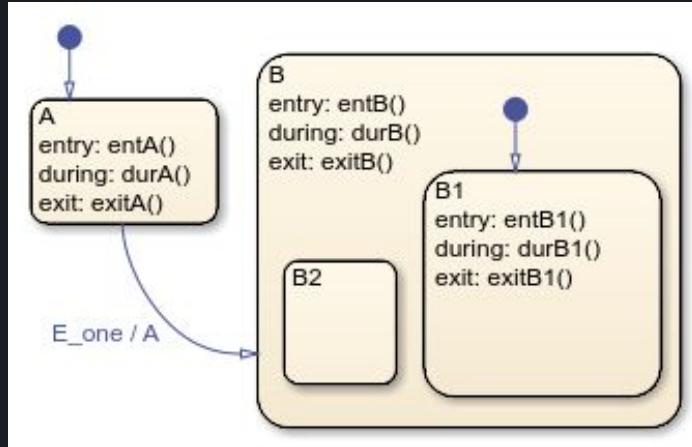 A
entry: entA()
during: durA()
exit: exitA()
E_one / A
B
entry: entB()
during: durB()
exit: exitB()
B1
entry: entB1()
during: durB1()
exit: exitB1()
B2